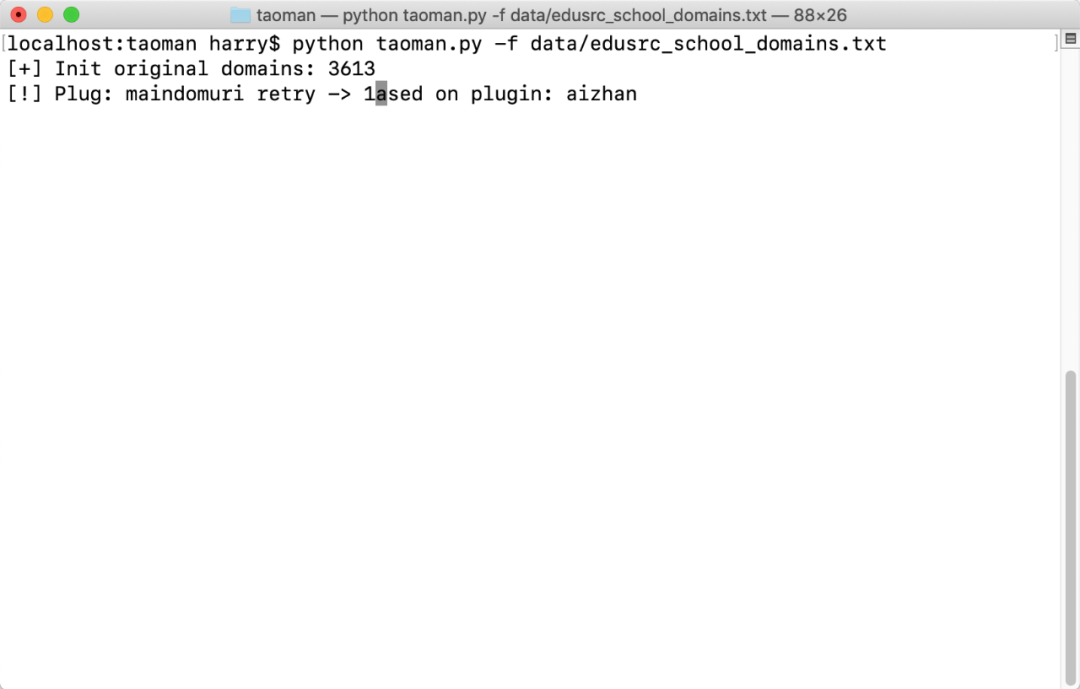 taoman — python taoman.py -f data/edusrc_school_domains.txt — 88×26
[localhost:taoman harry$ python taoman.py -f data/edusrc_school_domains.txt ]
[+] Init original domains: 3613
[!] Plug: maindomuri retry -> 1ased on plugin: aizhan